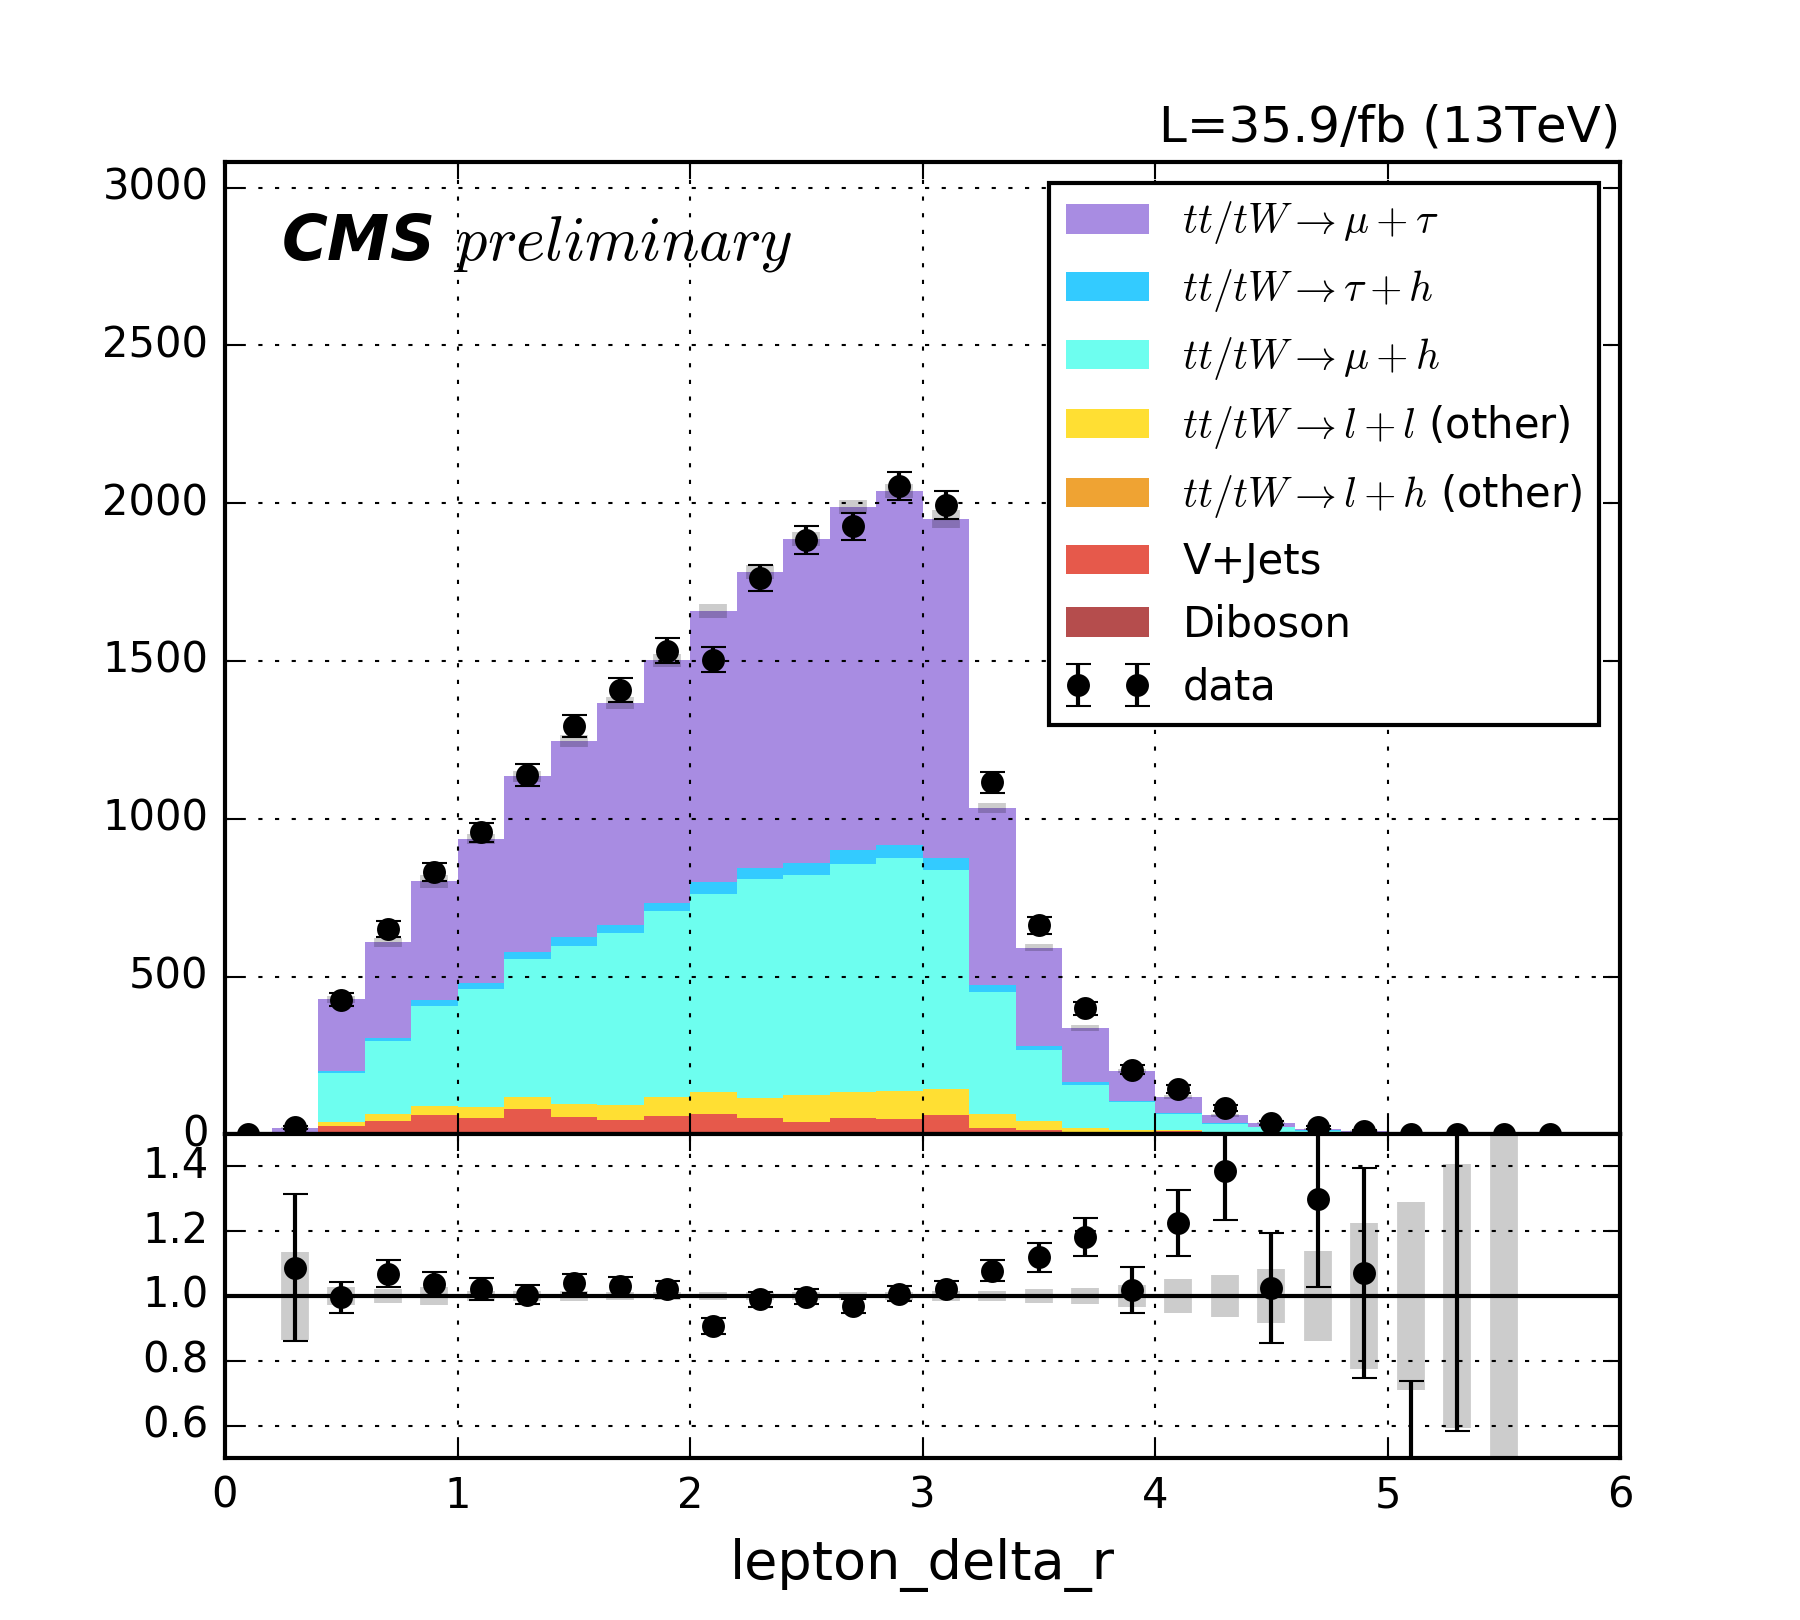 L=35.9/fb (13TeV)
CMS preliminary
3000
2500
2000
1500
1000
500
0
tt/tW→μ+τ
tt/tW→τ+h
tt/tW→μ+h
tt/tW→l+l (other)
tt/tW→l+h (other)
V+Jets
Diboson
data
1.4
1.2
1.0
0.8
0.6
0 1 2 3 4 5 6
lepton_delta_r